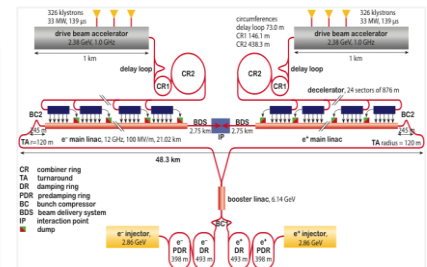 326 klystrons
33 MW, 139 µs
circumferences
delay loop 73.0 m
CR1 146.1 m
CR2 438.3 m
326 klystrons
33 MW, 139 µs
drive beam accelerator
2.38 GeV, 1.0 GHz
drive beam accelerator
2.38 GeV, 1.0 GHz
1 km
1 km
delay loop
CR2
CR1
CR2
CR1
delay loop
decelerator, 24 sectors of 876 m
BC2
BDS
2.75 km
IP
BDS
2.75 km
BC2
245 m
245 m
TA r=120 m
e⁻ main linac, 12 GHz, 100 MV/m, 21.02 km
e⁺ main linac
TA radius = 120 m
48.3 km
CR combiner ring
TA turnaround
DR damping ring
PDR predamping ring
BC bunch compressor
BDS beam delivery system
IP interaction point
dump
booster linac, 6.14 GeV
BC1
e⁻ injector,
2.86 GeV
e⁻
PDR
398 m
e⁻
DR
493 m
e⁺
DR
493 m
e⁺
PDR
398 m
e⁺ injector,
2.86 GeV